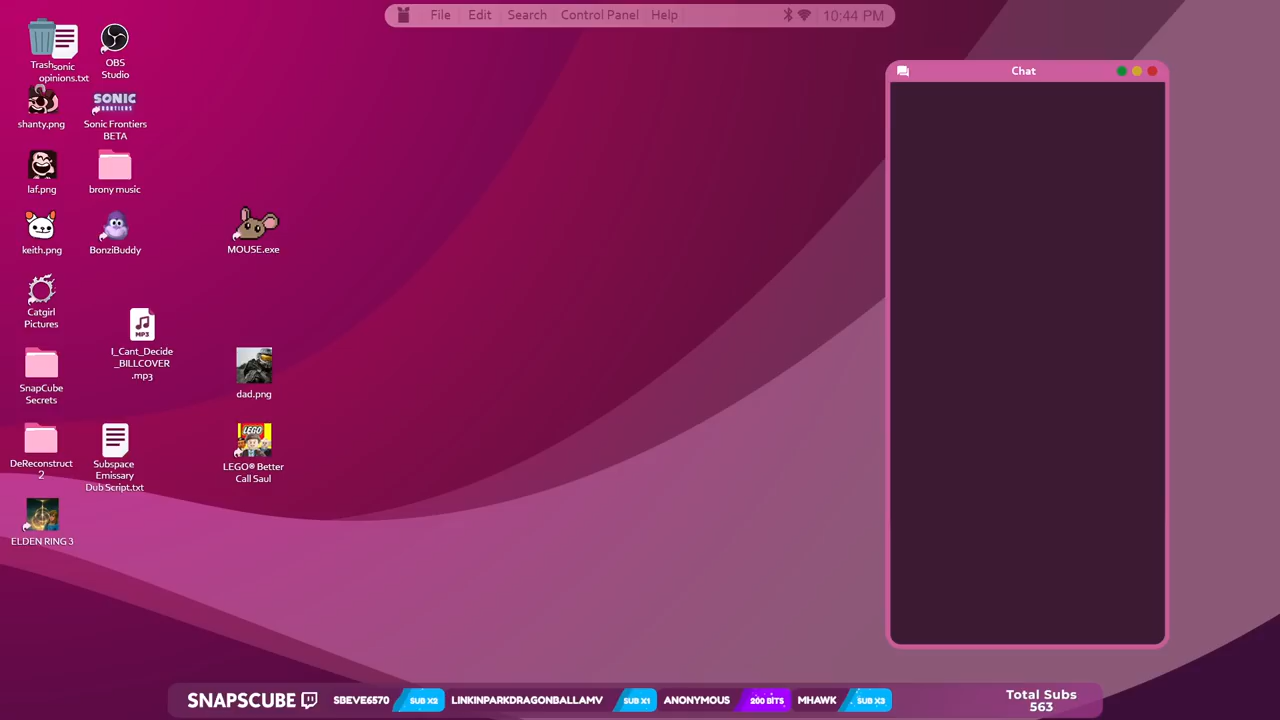 File Edit Search Control Panel Help 10:44 PM
Trash
sonic
opinions.txt
OBS
Studio
shanty.png
SONIC
FRONTIERS
Sonic Frontiers
BETA
laf.png
brony music
keith.png
BonziBuddy
MOUSE.exe
Catgirl
Pictures
MP3
I_Cant_Decide
_BILLCOVER
.mp3
SnapCube
Secrets
dad.png
DeReconstruct
2
Subspace
Emissary
Dub Script.txt
LEGO
LEGO® Better
Call Saul
ELDEN RING 3
Chat
SNAPSCUBE SBEVE6570 SUB X2 LINKINPARKDRAGONBALLAMV SUB X1 ANONYMOUS 200 BITS MHAWK SUB X3
Total Subs
563